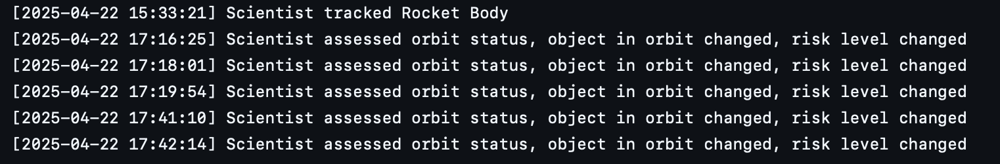 [2025-04-22 15:33:21] Scientist tracked Rocket Body
[2025-04-22 17:16:25] Scientist assessed orbit status, object in orbit changed, risk level changed
[2025-04-22 17:18:01] Scientist assessed orbit status, object in orbit changed, risk level changed
[2025-04-22 17:19:54] Scientist assessed orbit status, object in orbit changed, risk level changed
[2025-04-22 17:41:10] Scientist assessed orbit status, object in orbit changed, risk level changed
[2025-04-22 17:42:14] Scientist assessed orbit status, object in orbit changed, risk level changed